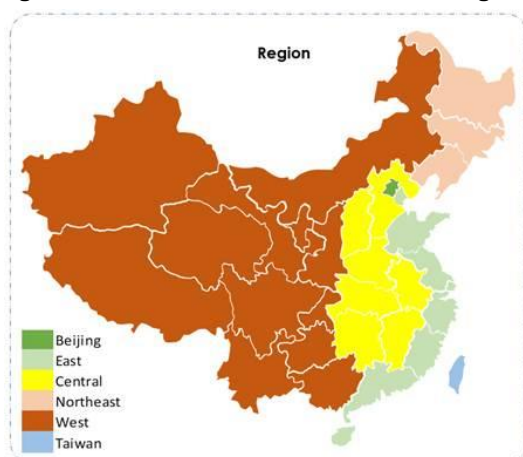 Region
Beijing
East
Central
Northeast
West
Taiwan